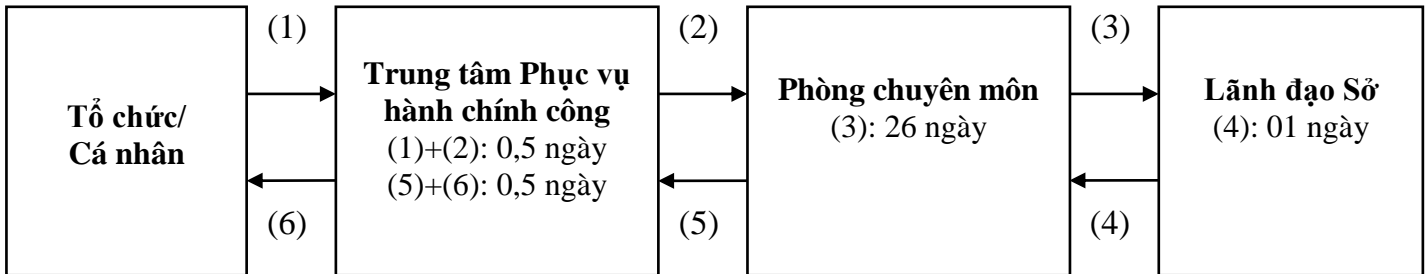 (1)
(2)
(3)
Tổ chức/
Cá nhân
Trung tâm Phục vụ
hành chính công
(1)+(2): 0,5 ngày
(5)+(6): 0,5 ngày
Phòng chuyên môn
(3): 26 ngày
Lãnh đạo Sở
(4): 01 ngày
(6)
(5)
(4)